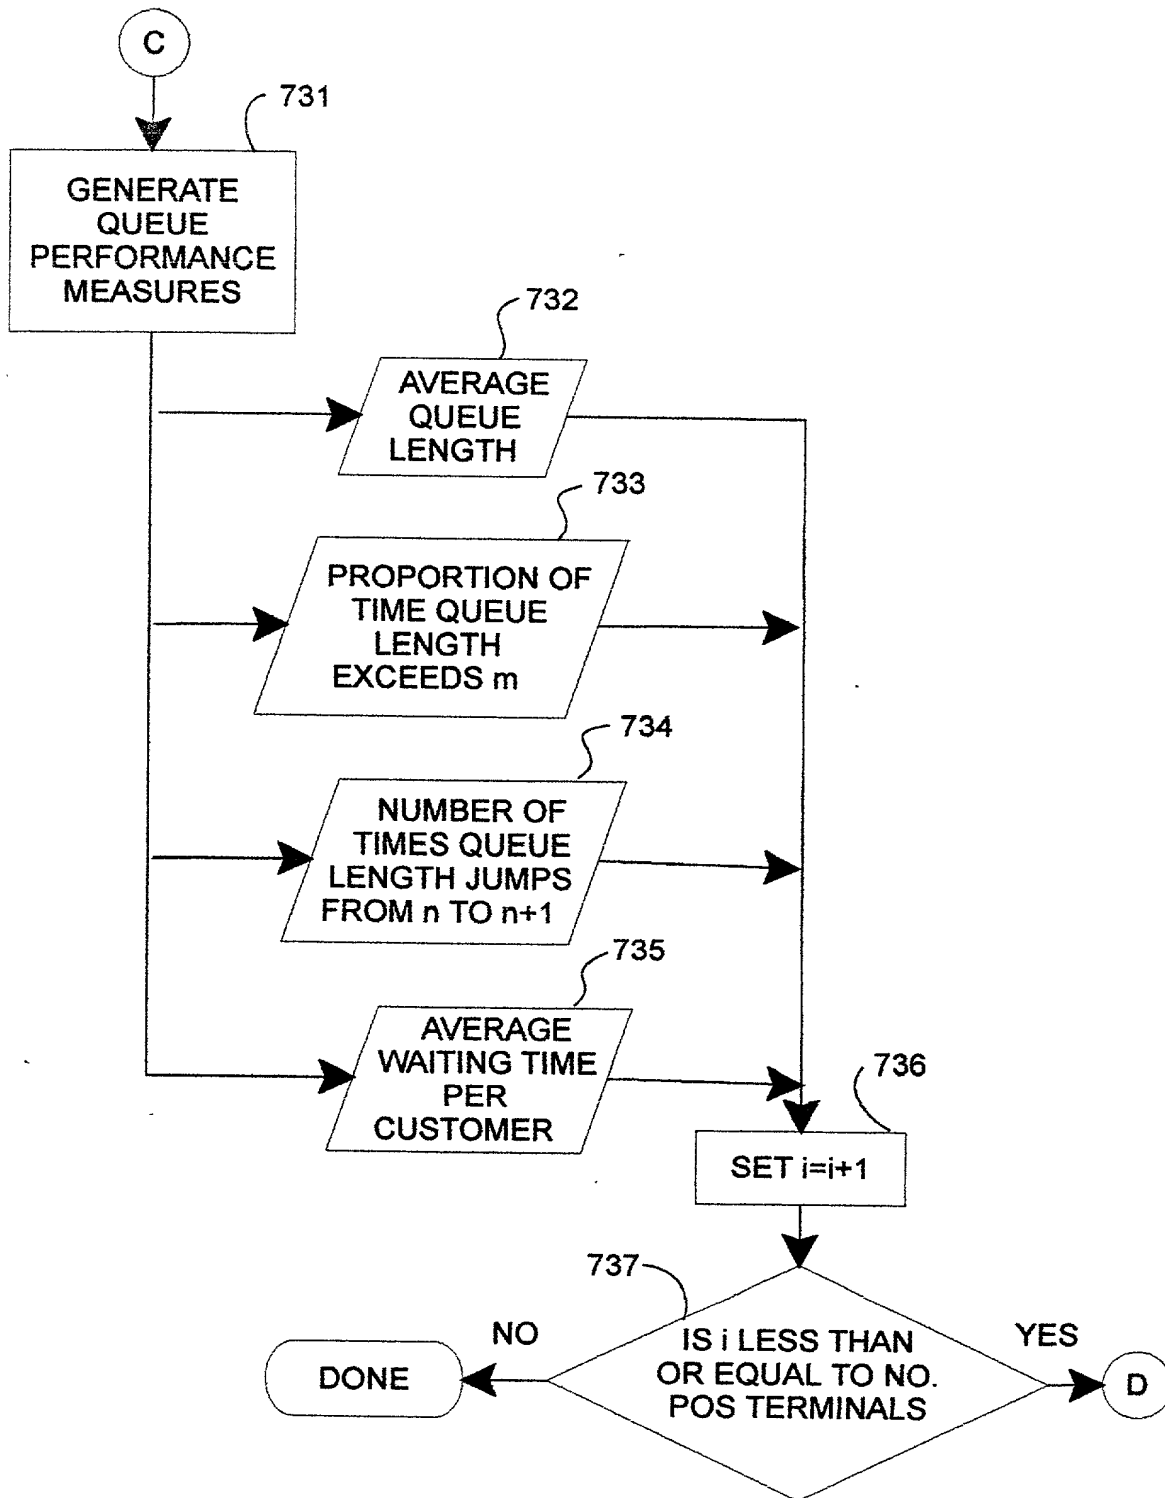 C
731
GENERATE
QUEUE
PERFORMANCE
MEASURES
732
AVERAGE
QUEUE
LENGTH
733
PROPORTION OF
TIME QUEUE
LENGTH
EXCEEDS m
734
NUMBER OF
TIMES QUEUE
LENGTH JUMPS
FROM n TO n+1
735
AVERAGE
WAITING TIME
PER
CUSTOMER
736
SET i=i+1
737
IS i LESS THAN
OR EQUAL TO NO.
POS TERMINALS
NO
DONE
YES
D